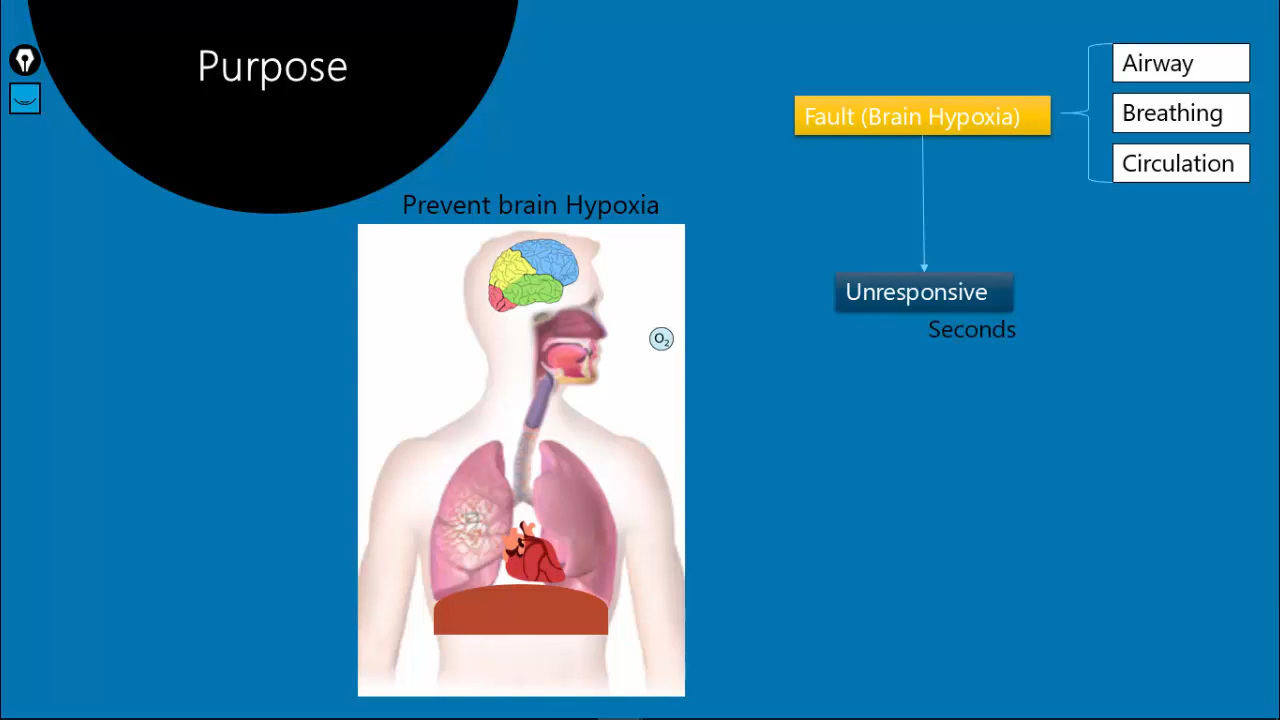 Purpose
Prevent brain Hypoxia
O₂
Fault (Brain Hypoxia)
Airway
Breathing
Circulation
Unresponsive
Seconds